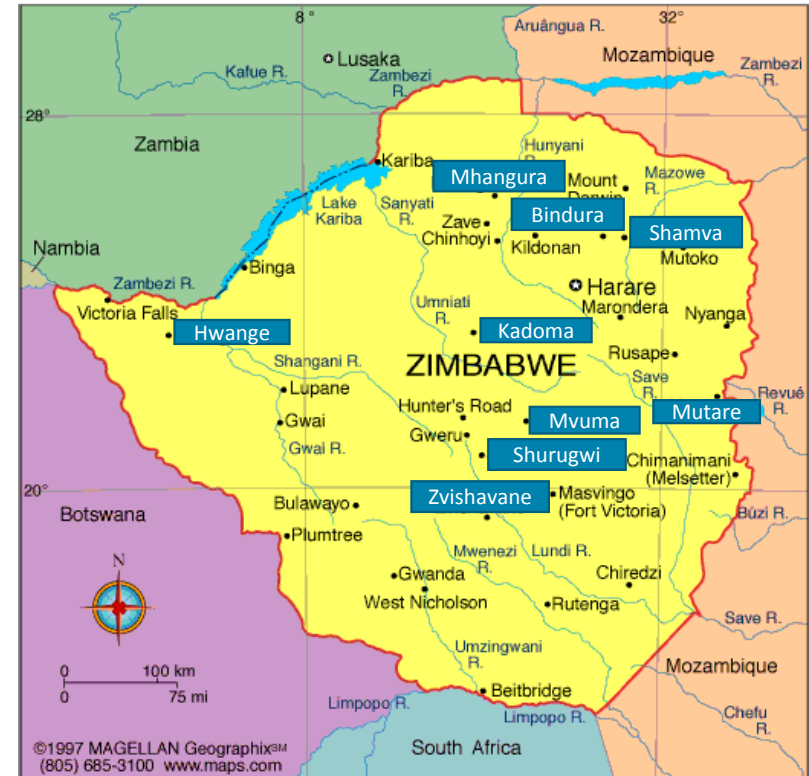 8°
32°
Aruângua R.
Lusaka
Mozambique
Kafue R.
Zambezi
R.
Zambezi
R.
28°
Zambia
Hunyani
R.
Kariba
Mhangura
Mount
Mazowe
R.
Lake
Kariba
Sanyati
R.
Bindura
Zave
Shamva
Chinhoyi
Kildonan
Mutoko
Nambia
Binga
Zambezi R.
Harare
Victoria Falls
Umniati
R.
Marondera
Nyanga
Hwange
Kadoma
Shangani R.
ZIMBABWE
Rusape
Save
R.
Lupane
Revué
R.
Hunter's Road
Mutare
Gwai
Mvuma
Gweru
Gwai R.
Shurugwi
Chimanimani
(Melsetter)
20°
Zvishavane
Masvingo
(Fort Victoria)
Bulawayo
Botswana
Búzi R.
Plumtree
Mwenezi
R.
Lundi R.
N
Gwanda
Chiredzi
West Nicholson
Rutenga
Save R.
Umzingwani
R.
Mozambique
0 100 km
0 75 mi
Beitbridge
Limpopo R.
Limpopo R.
Chefu
R.
©1997 MAGELLAN Geographix℠
(805) 685-3100 www.maps.com
South Africa